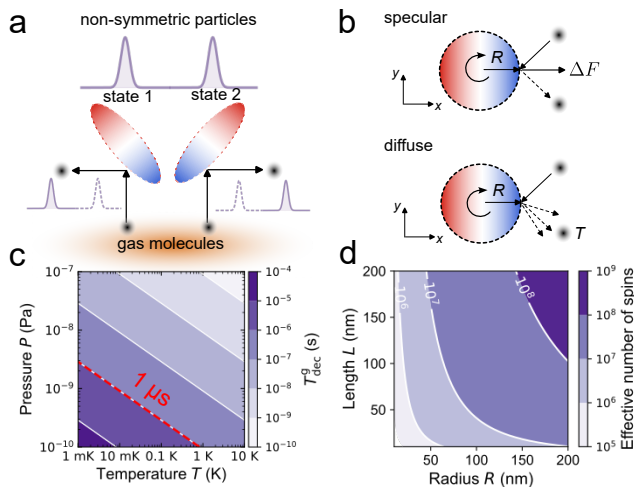 a
non-symmetric particles
state 1
state 2
gas molecules
b
specular
R
ΔF
y
x
diffuse
R
T
y
x
c
Pressure P (Pa)
10⁻⁷
10⁻⁸
10⁻⁹
10⁻¹⁰
1 μs
1 mK
10 mK
0.1 K
1 K
10 K
Temperature T (K)
10⁻⁴
10⁻⁵
10⁻⁶
10⁻⁷
10⁻⁸
10⁻⁹
10⁻¹⁰
T^g_dec (s)
d
Length L (nm)
200
150
100
50
10⁶
10⁷
10⁸
50
100
150
200
Radius R (nm)
10⁹
10⁸
10⁷
10⁶
10⁵
Effective number of spins